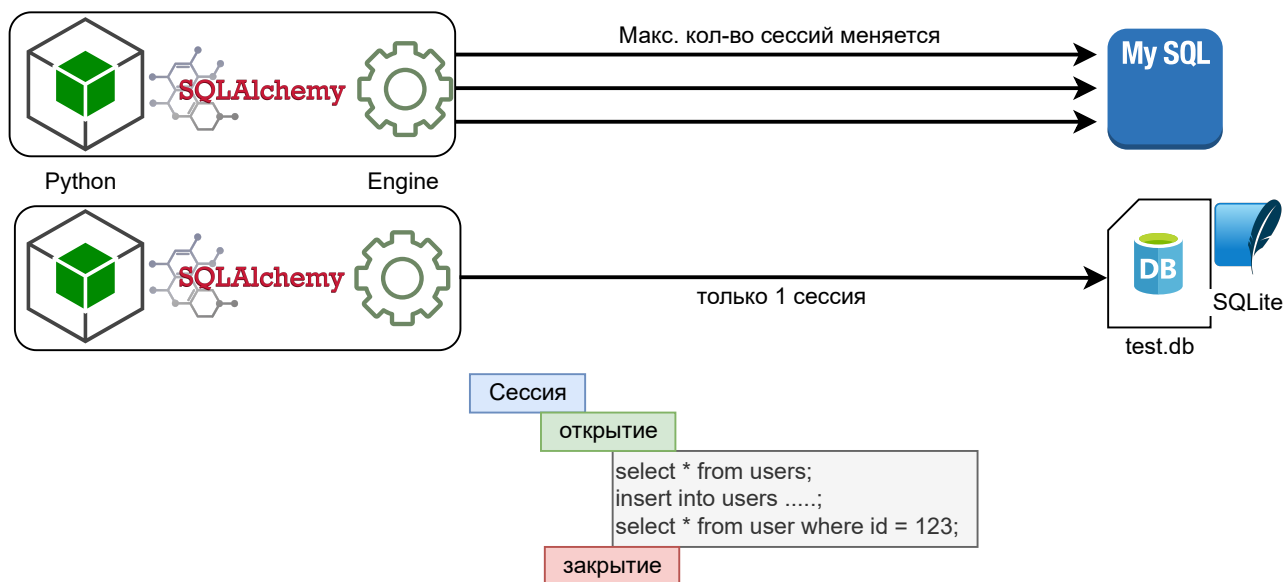 Макс. кол-во сессий меняется
My SQL
SQLAlchemy
Python
Engine
SQLAlchemy
DB
только 1 сессия
SQLite
test.db
Сессия
открытие
select * from users;
insert into users .....;
select * from user where id = 123;
закрытие